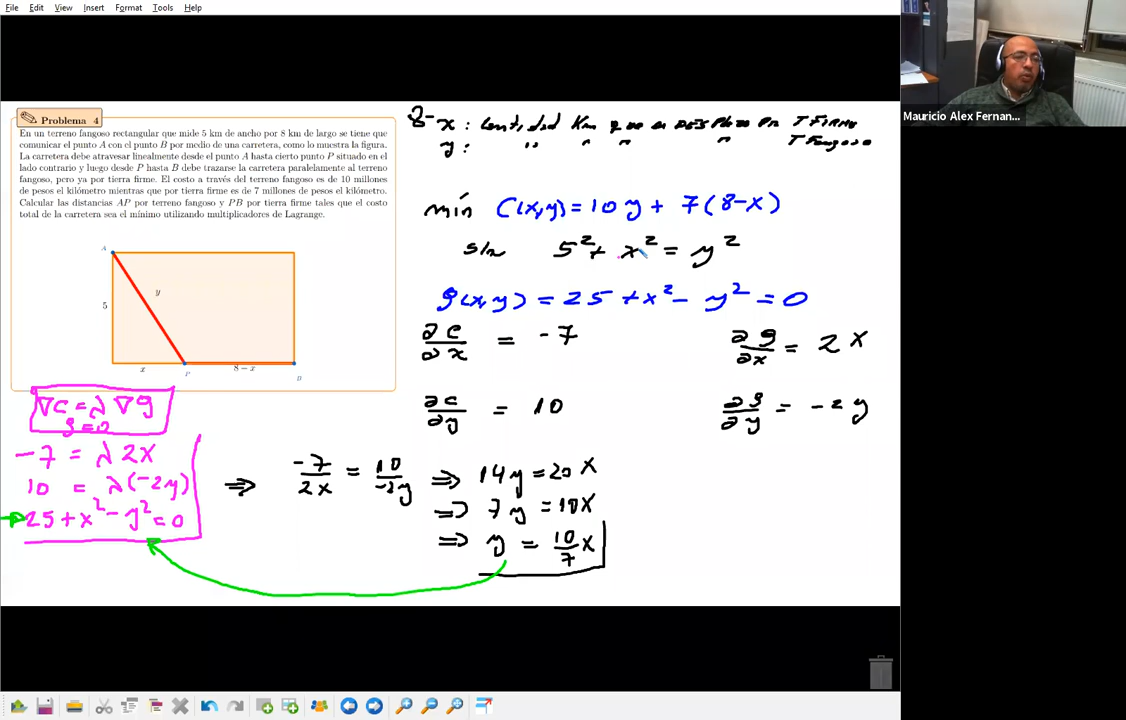 File Edit View Insert Format Tools Help
Problema 4
En un terreno fangoso rectangular que mide 5 km de ancho por 8 km de largo se tiene que
comunicar el punto A con el punto B por medio de una carretera, como lo muestra la figura.
La carretera debe atravesar linealmente desde el punto A hasta cierto punto P situado en el
lado contrario y luego desde P hasta B debe trazarse la carretera paralelamente al terreno
fangoso, pero ya por tierra firme. El costo a través del terreno fangoso es de 10 millones
de pesos el kilómetro mientras que por tierra firme es de 7 millones de pesos el kilómetro.
Calcular las distancias AP por terreno fangoso y PB por tierra firme tales que el costo
total de la carretera sea el mínimo utilizando multiplicadores de Lagrange.
A
y
5
x
P
8 − x
B
8-x : Cantidad Km que se DESPLAZA en T FIRME
y : " " " " T Fangoso
mín C(x,y) = 10y + 7(8-x)
s/a 5² + x² = y²
g(x,y) = 25 + x² - y² = 0
∂C/∂x = -7
∂g/∂x = 2x
∂C/∂y = 10
∂g/∂y = -2y
∇C = λ∇g
g=0
-7 = λ2x
10 = λ(-2y)
25 + x² - y² = 0
⇒ -7/2x = 10/-2y ⇒ 14y = 20x
⇒ 7y = 10x
⇒ y = 10/7 x
Mauricio Alex Fernan...